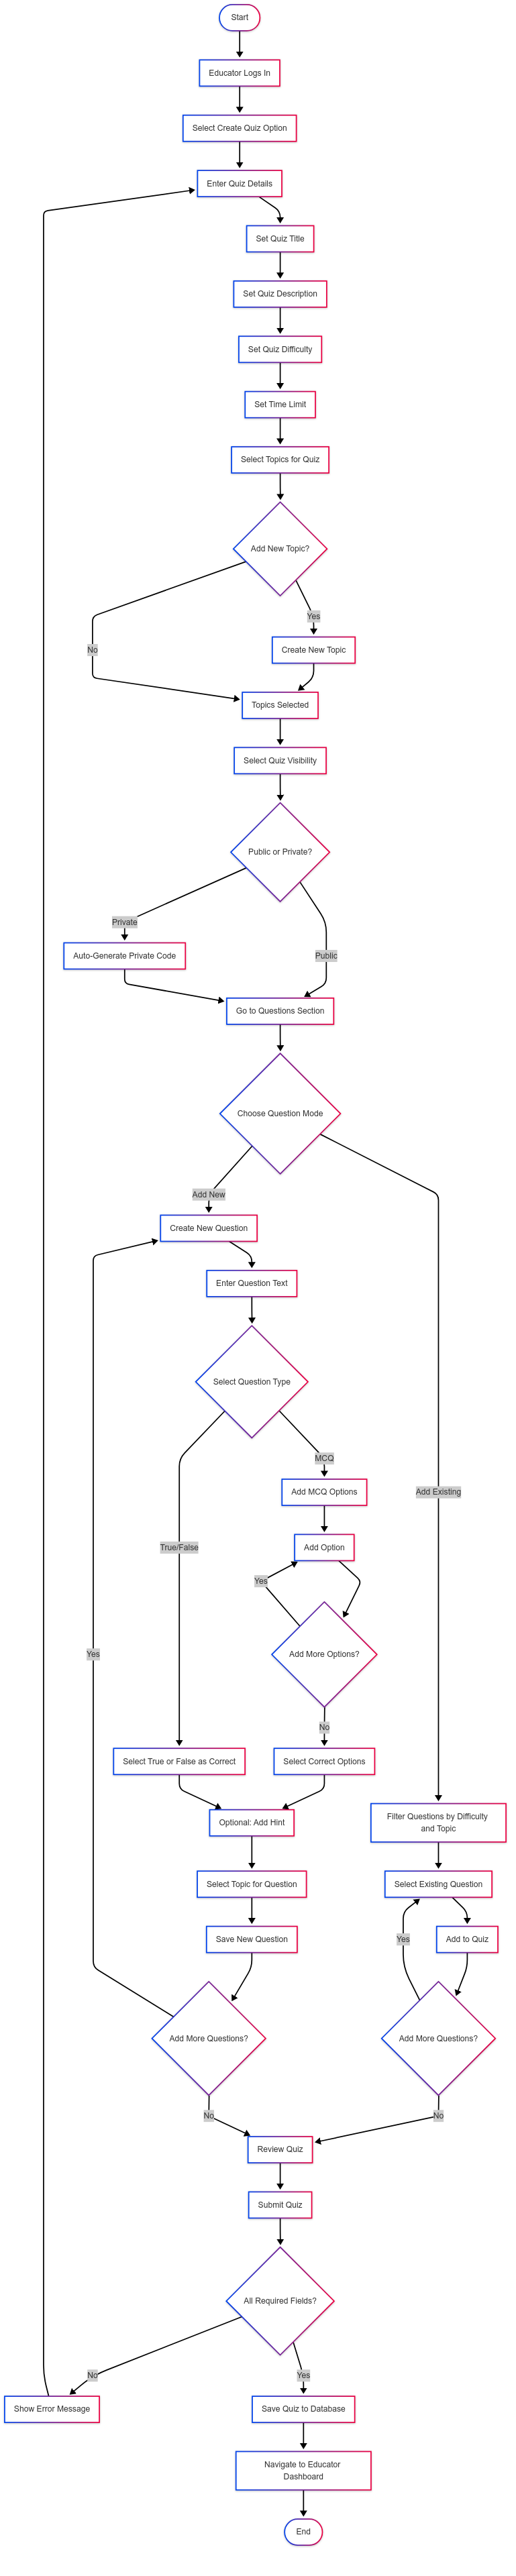 Start
Educator Logs In
Select Create Quiz Option
Enter Quiz Details
Set Quiz Title
Set Quiz Description
Set Quiz Difficulty
Set Time Limit
Select Topics for Quiz
Add New Topic?
Yes
No
Create New Topic
Topics Selected
Select Quiz Visibility
Public or Private?
Private
Public
Auto-Generate Private Code
Go to Questions Section
Choose Question Mode
Add New
Create New Question
Enter Question Text
Select Question Type
MCQ
Add MCQ Options
Add Existing
True/False
Add Option
Yes
Add More Options?
Yes
No
Select True or False as Correct
Select Correct Options
Optional: Add Hint
Filter Questions by Difficulty
and Topic
Select Topic for Question
Select Existing Question
Save New Question
Yes
Add to Quiz
Add More Questions?
Add More Questions?
No
No
Review Quiz
Submit Quiz
All Required Fields?
No
Yes
Show Error Message
Save Quiz to Database
Navigate to Educator
Dashboard
End